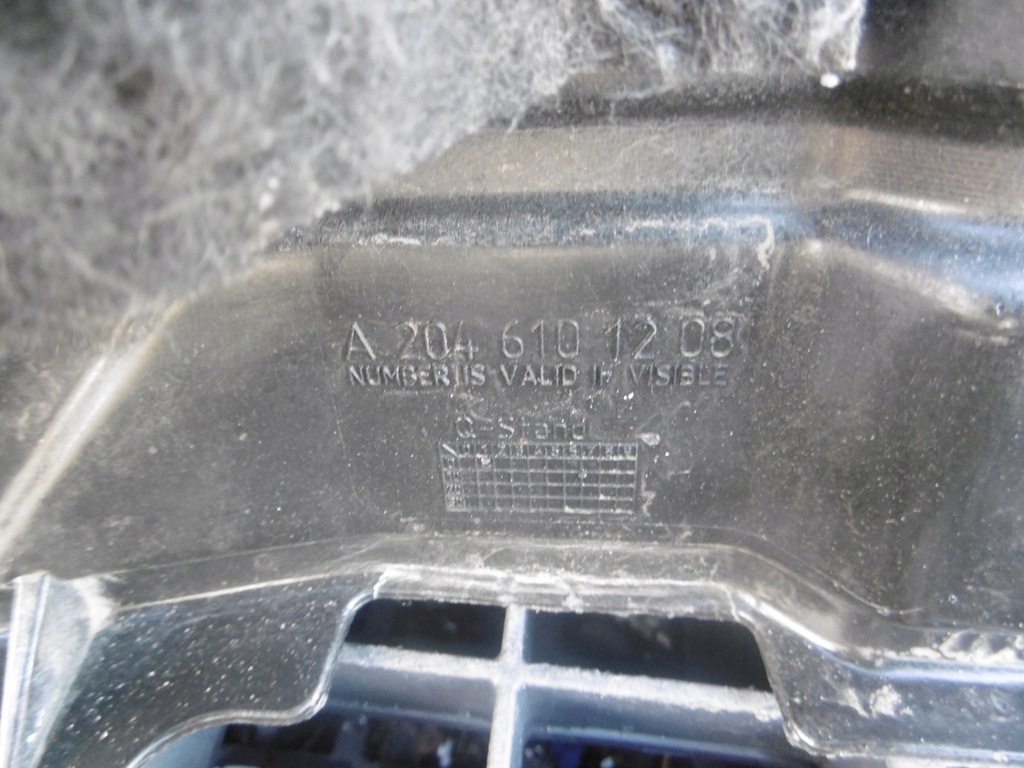 A 204 610 12 08
NUMBER IS VALID IF VISIBLE
Q-Stand